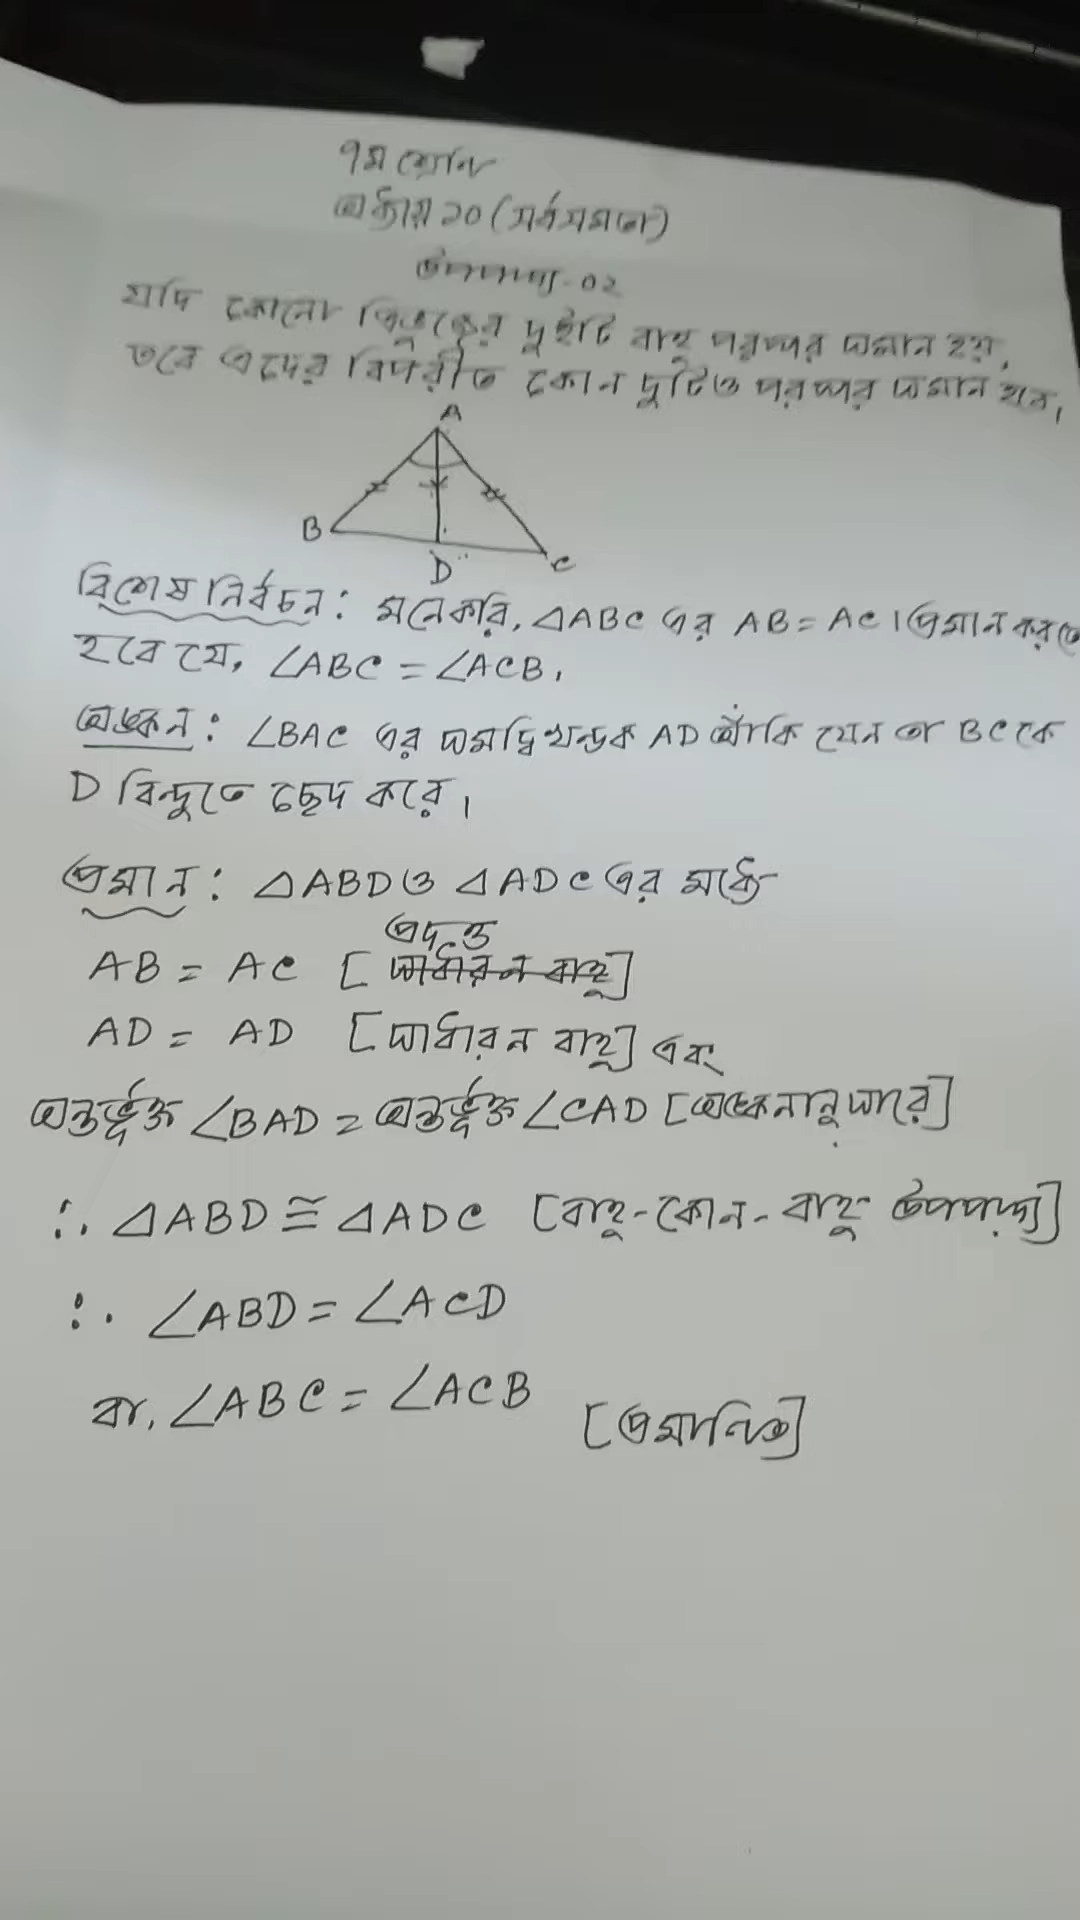 ৭ম শ্রেনি
অধ্যায় ১০ (সর্বসমতা)
উপপাদ্য-০২
যদি কোনো ত্রিভুজের দুইটি বাহু পরস্পর সমান হয়,
তবে এদের বিপরীত কোন দুটিও পরস্পর সমান হবে।
A
B
D
C
বিশেষ নির্বচন: মনেকরি, △ABC এর AB = AC। প্রমান করতে
হবে যে, ∠ABC = ∠ACB,
অঙ্কন: ∠BAC এর সমদ্বিখন্ডক AD আঁকি যেন তা BC কে
D বিন্দুতে ছেদ করে।
প্রমান: △ABD ও △ADC এর মধ্যে
প্রদত্ত
AB = AC [সাধারন বাহু]
AD = AD [সাধারন বাহু] এবং
অন্তর্ভূক্ত ∠BAD = অন্তর্ভূক্ত ∠CAD [অঙ্কনানুসারে]
∴ △ABD ≅ △ADC [বাহু-কোন-বাহু উপপাদ্য]
∴ ∠ABD = ∠ACD
বা, ∠ABC = ∠ACB
[প্রমানিত]